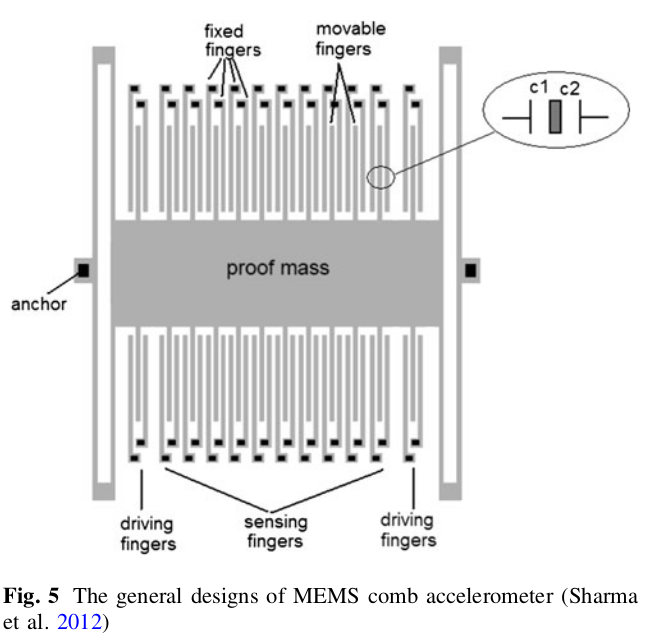 fixed
fingers
movable
fingers
c1 c2
proof mass
anchor
driving
fingers
sensing
fingers
driving
fingers
Fig. 5 The general designs of MEMS comb accelerometer (Sharma
et al. 2012)